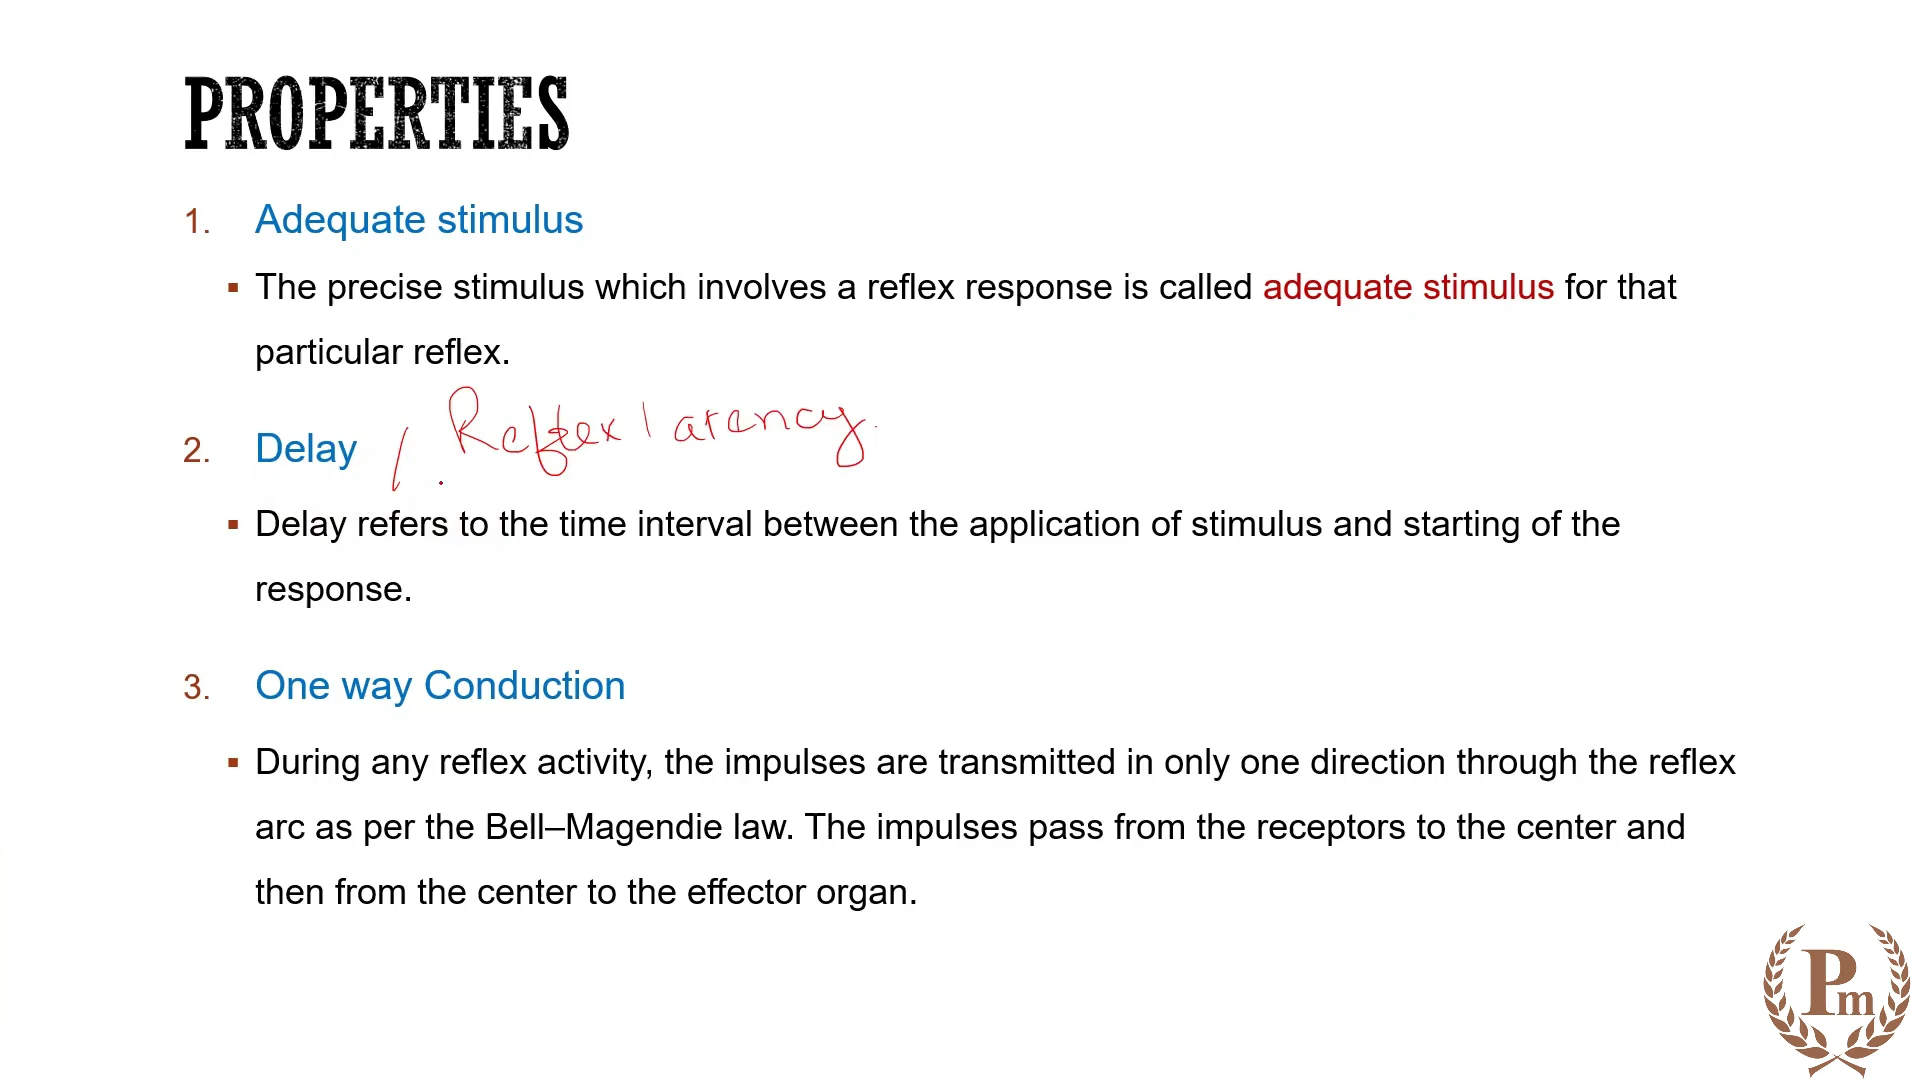 PROPERTIES
1. Adequate stimulus
▪ The precise stimulus which involves a reflex response is called adequate stimulus for that
particular reflex.
2. Delay / Reflex latency.
▪ Delay refers to the time interval between the application of stimulus and starting of the
response.
3. One way Conduction
▪ During any reflex activity, the impulses are transmitted in only one direction through the reflex
arc as per the Bell–Magendie law. The impulses pass from the receptors to the center and
then from the center to the effector organ.
Pm